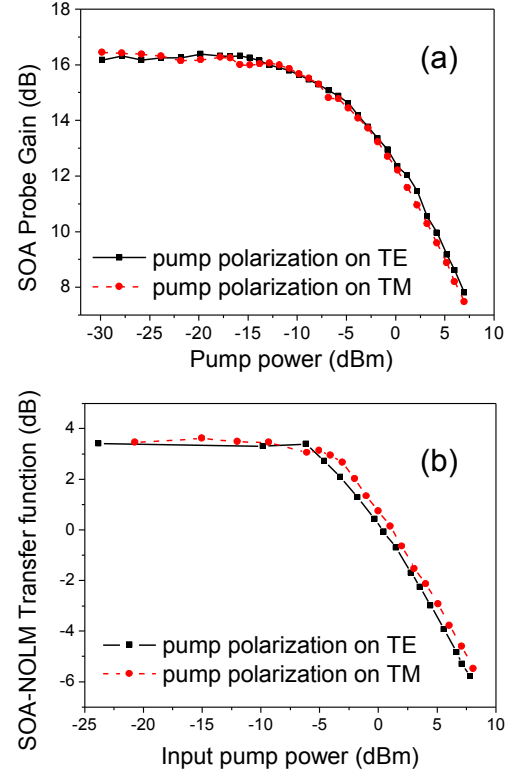 (a)
SOA Probe Gain (dB)
18
16
14
12
10
8
pump polarization on TE
pump polarization on TM
-30 -25 -20 -15 -10 -5 0 5 10
Pump power (dBm)
(b)
SOA-NOLM Transfer function (dB)
4
2
0
-2
-4
-6
pump polarization on TE
pump polarization on TM
-25 -20 -15 -10 -5 0 5 10
Input pump power (dBm)